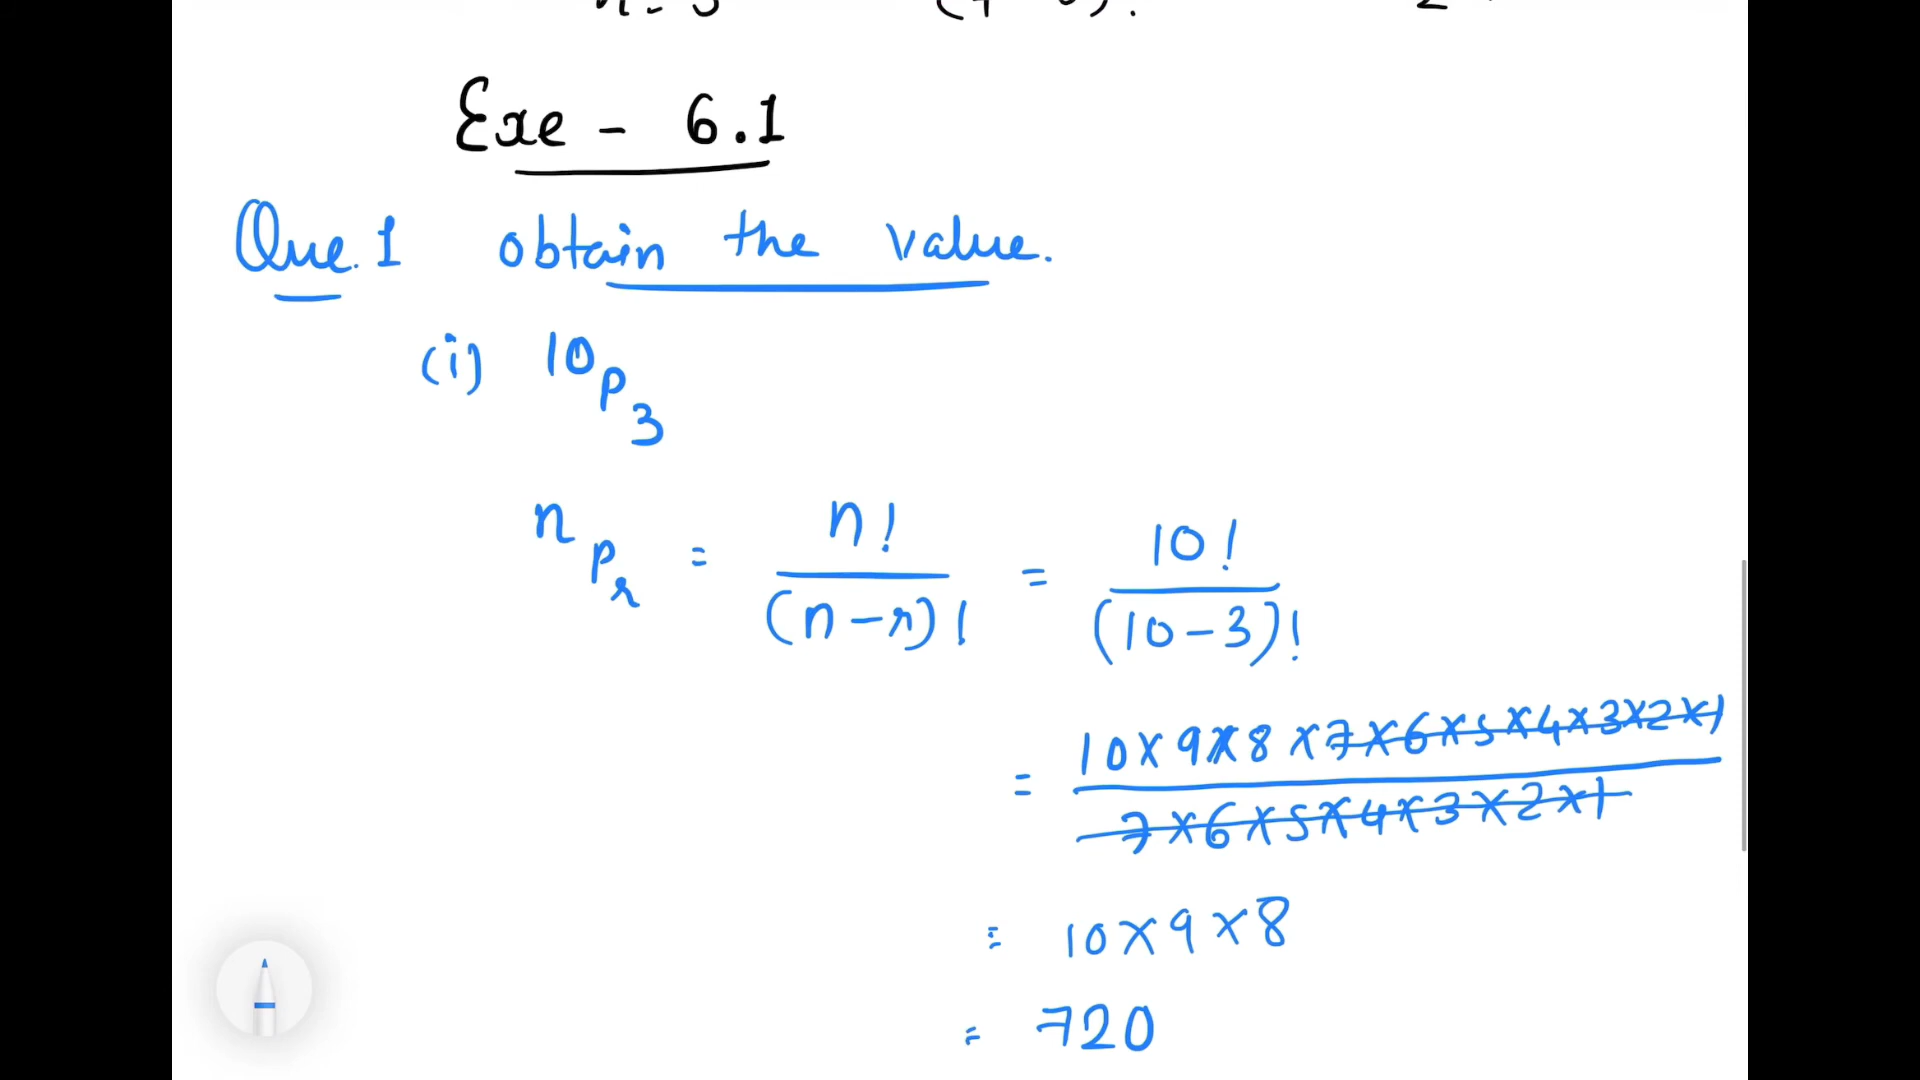 Exe - 6.1
Que. 1 obtain the value.
(i) 10p3
npr = n! / (n-r)! = 10! / (10-3)!
= 10×9×8×7×6×5×4×3×2×1 / 7×6×5×4×3×2×1
= 10×9×8
= 720